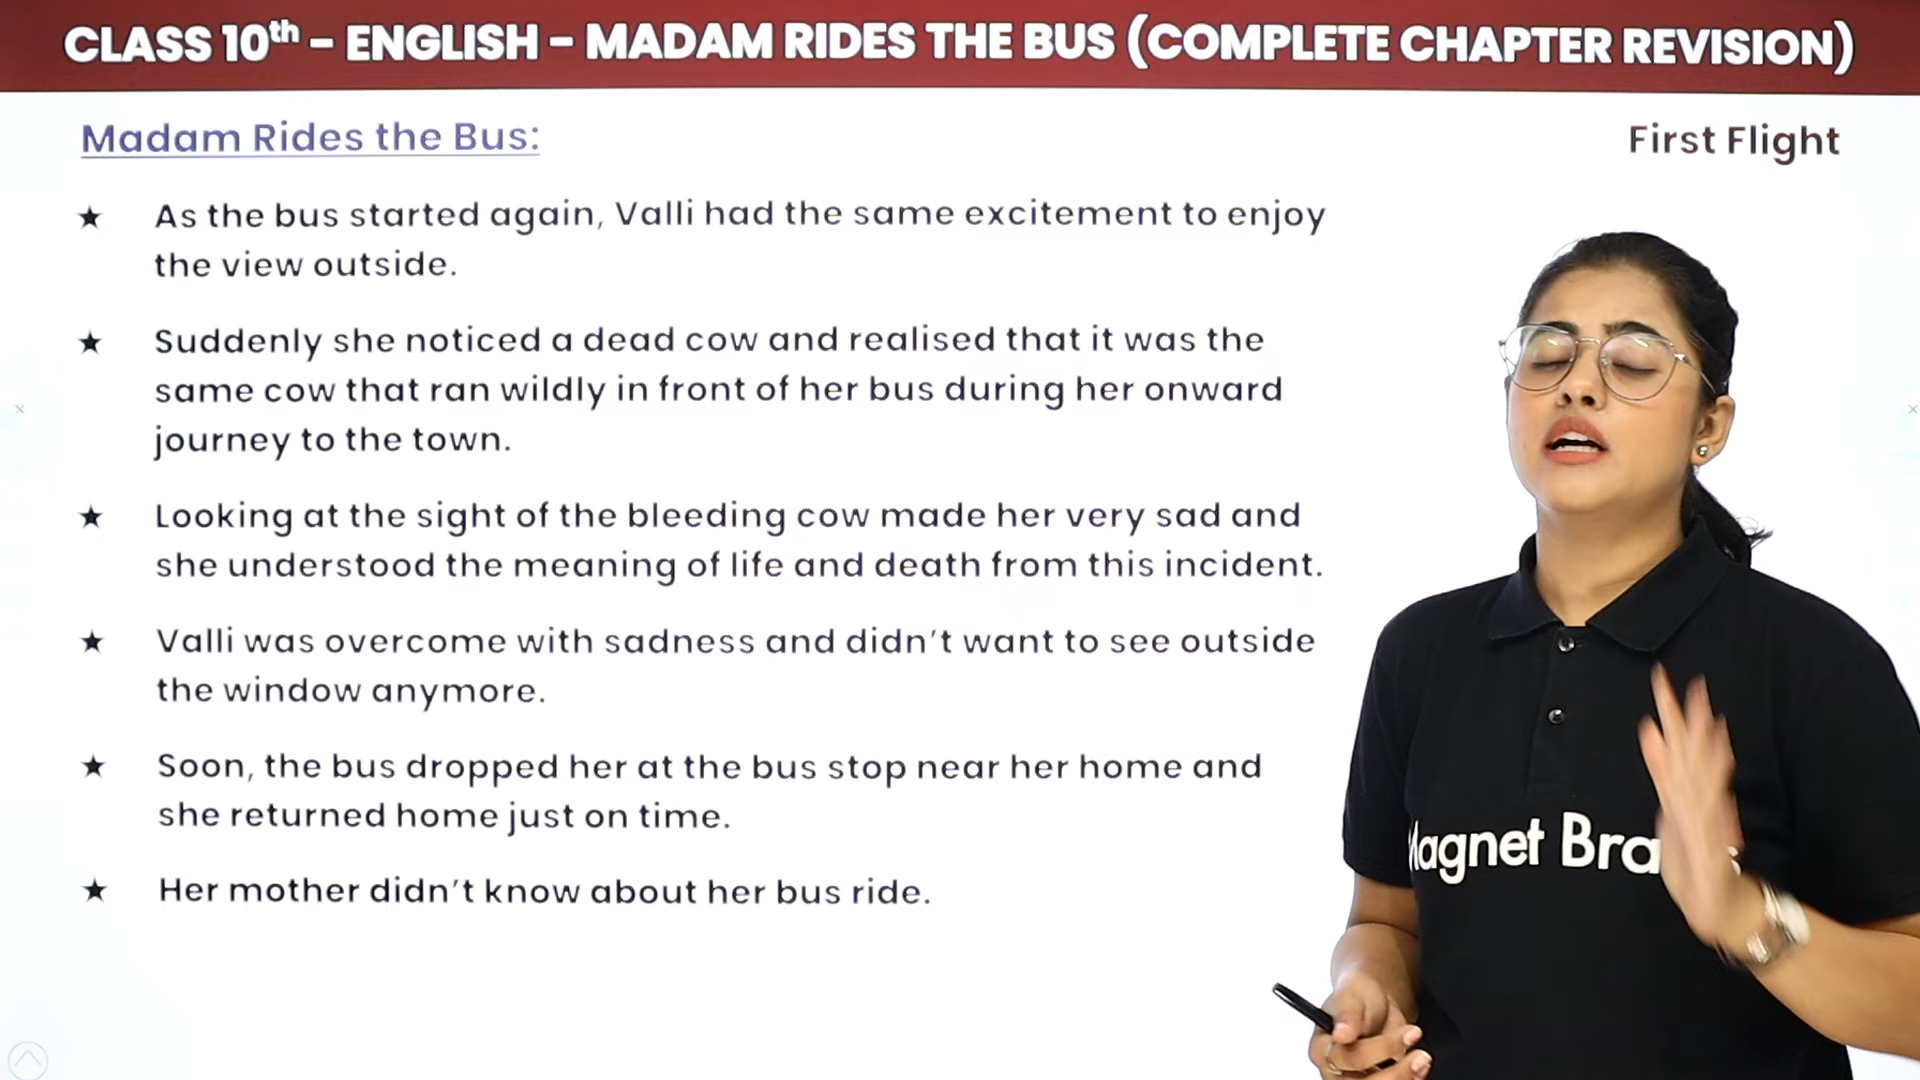 CLASS 10th – ENGLISH – MADAM RIDES THE BUS (COMPLETE CHAPTER REVISION)
Madam Rides the Bus:
First Flight
★ As the bus started again, Valli had the same excitement to enjoy
the view outside.
★ Suddenly she noticed a dead cow and realised that it was the
same cow that ran wildly in front of her bus during her onward
journey to the town.
★ Looking at the sight of the bleeding cow made her very sad and
she understood the meaning of life and death from this incident.
★ Valli was overcome with sadness and didn't want to see outside
the window anymore.
★ Soon, the bus dropped her at the bus stop near her home and
she returned home just on time.
★ Her mother didn't know about her bus ride.
Magnet Bra